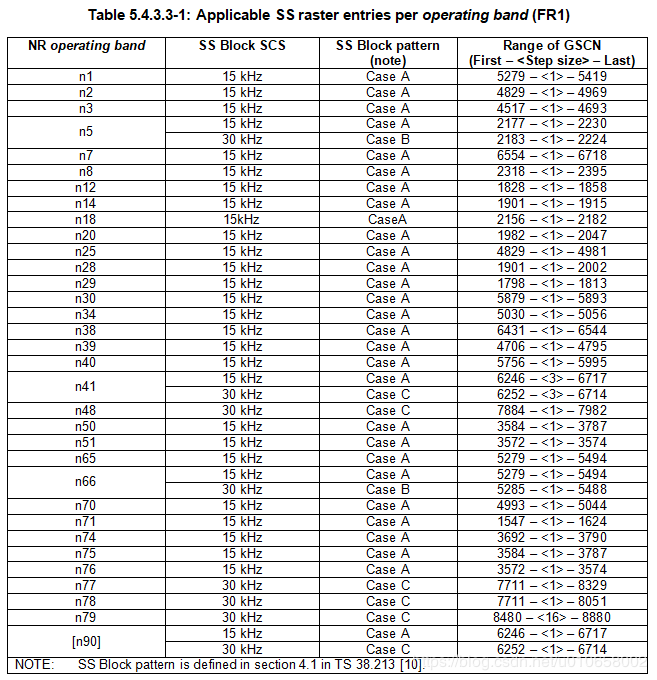 Table 5.4.3.3-1: Applicable SS raster entries per operating band (FR1)
NR operating band SS Block SCS SS Block pattern (note) Range of GSCN (First – <Step size> – Last)
n1 15 kHz Case A 5279 – <1> – 5419
n2 15 kHz Case A 4829 – <1> – 4969
n3 15 kHz Case A 4517 – <1> – 4693
n5 15 kHz Case A 2177 – <1> – 2230
30 kHz Case B 2183 – <1> – 2224
n7 15 kHz Case A 6554 – <1> – 6718
n8 15 kHz Case A 2318 – <1> – 2395
n12 15 kHz Case A 1828 – <1> – 1858
n14 15 kHz Case A 1901 – <1> – 1915
n18 15kHz CaseA 2156 – <1> – 2182
n20 15 kHz Case A 1982 – <1> – 2047
n25 15 kHz Case A 4829 – <1> – 4981
n28 15 kHz Case A 1901 – <1> – 2002
n29 15 kHz Case A 1798 – <1> – 1813
n30 15 kHz Case A 5879 – <1> – 5893
n34 15 kHz Case A 5030 – <1> – 5056
n38 15 kHz Case A 6431 – <1> – 6544
n39 15 kHz Case A 4706 – <1> – 4795
n40 15 kHz Case A 5756 – <1> – 5995
n41 15 kHz Case A 6246 – <3> – 6717
30 kHz Case C 6252 – <3> – 6714
n48 30 kHz Case C 7884 – <1> – 7982
n50 15 kHz Case A 3584 – <1> – 3787
n51 15 kHz Case A 3572 – <1> – 3574
n65 15 kHz Case A 5279 – <1> – 5494
n66 15 kHz Case A 5279 – <1> – 5494
30 kHz Case B 5285 – <1> – 5488
n70 15 kHz Case A 4993 – <1> – 5044
n71 15 kHz Case A 1547 – <1> – 1624
n74 15 kHz Case A 3692 – <1> – 3790
n75 15 kHz Case A 3584 – <1> – 3787
n76 15 kHz Case A 3572 – <1> – 3574
n77 30 kHz Case C 7711 – <1> – 8329
n78 30 kHz Case C 7711 – <1> – 8051
n79 30 kHz Case C 8480 – <16> – 8880
[n90] 15 kHz Case A 6246 – <1> – 6717
30 kHz Case C 6252 – <1> – 6714
NOTE: SS Block pattern is defined in section 4.1 in TS 38.213 [10].
https://blog.csdn.net/u010658002